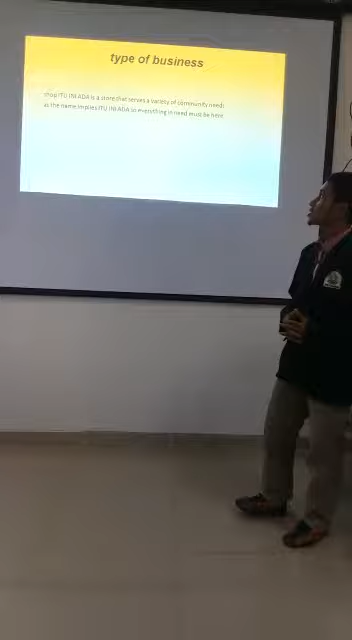 type of business
shop ITU INI ADA is a store that serves a variety of community needs
as the name implies ITU INI ADA so everything in need must be here